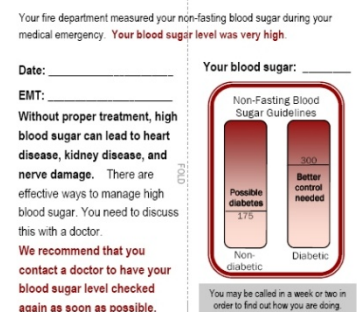 Your fire department measured your non-fasting blood sugar during your
medical emergency. Your blood sugar level was very high.
Date: ____________________
EMT: ____________________
Without proper treatment, high
blood sugar can lead to heart
disease, kidney disease, and
nerve damage. There are
effective ways to manage high
blood sugar. You need to discuss
this with a doctor.
We recommend that you
contact a doctor to have your
blood sugar level checked
again as soon as possible.
FOLD
Your blood sugar: ________
Non-Fasting Blood
Sugar Guidelines
Possible
diabetes
175
300
Better
control
needed
Non-
diabetic
Diabetic
You may be called in a week or two in
order to find out how you are doing.